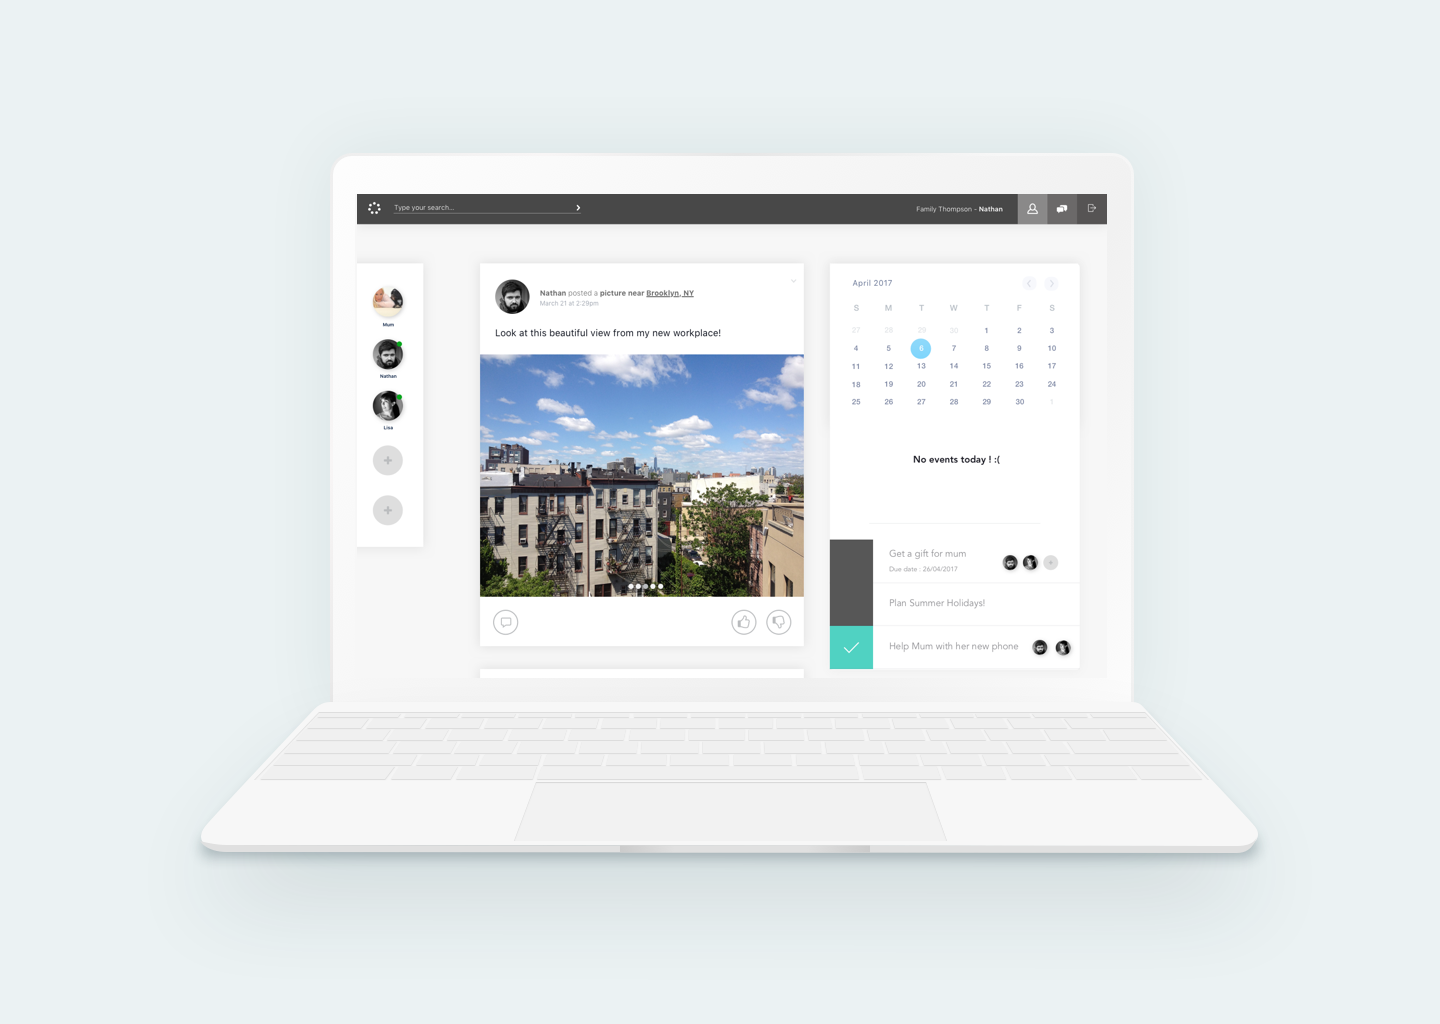 Type your search...
Family Thompson - Nathan
Mum
Nathan
Lisa
Nathan posted a picture near Brooklyn, NY
March 21 at 2:29pm
Look at this beautiful view from my new workplace!
April 2017
S M T W T F S
27 28 29 30 1 2 3
4 5 6 7 8 9 10
11 12 13 14 15 16 17
18 19 20 21 22 23 24
25 26 27 28 29 30 1
No events today ! :(
Get a gift for mum
Due date : 26/04/2017
Plan Summer Holidays!
Help Mum with her new phone